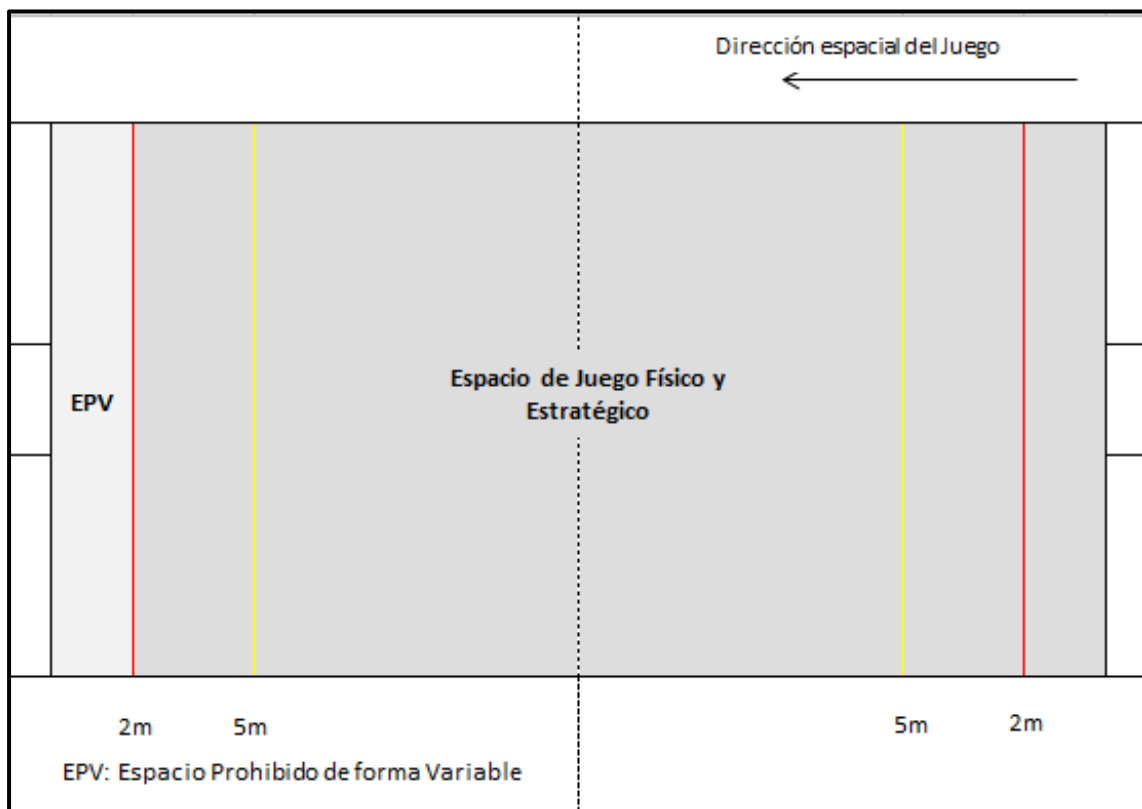 Dirección espacial del Juego
EPV
Espacio de Juego Físico y
Estratégico
2m
5m
5m
2m
EPV: Espacio Prohibido de forma Variable